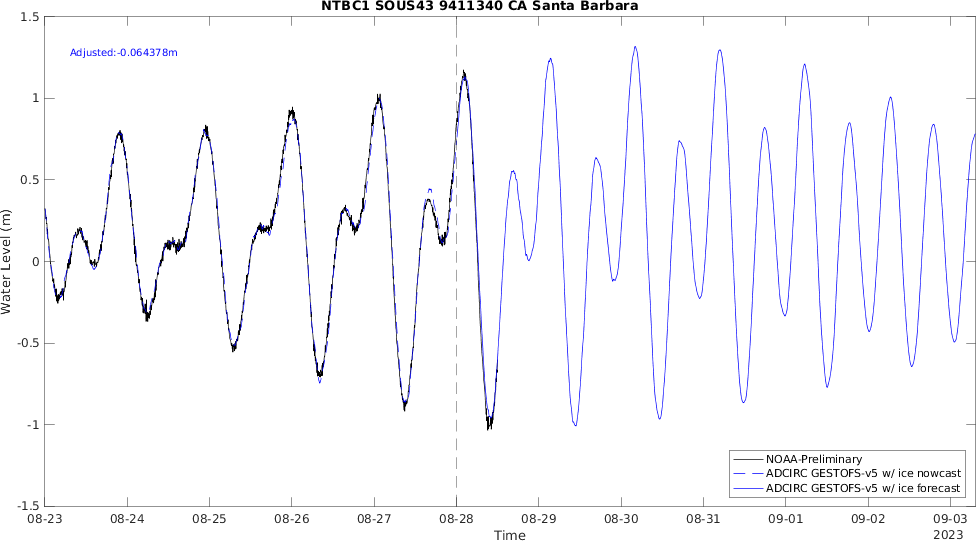 NTBC1 SOUS43 9411340 CA Santa Barbara
Adjusted:-0.064378m
1.5
1
0.5
0
-0.5
-1
-1.5
Water Level (m)
08-23 08-24 08-25 08-26 08-27 08-28 08-29 08-30 08-31 09-01 09-02 09-03
Time
2023
NOAA-Preliminary
ADCIRC GESTOFS-v5 w/ ice nowcast
ADCIRC GESTOFS-v5 w/ ice forecast